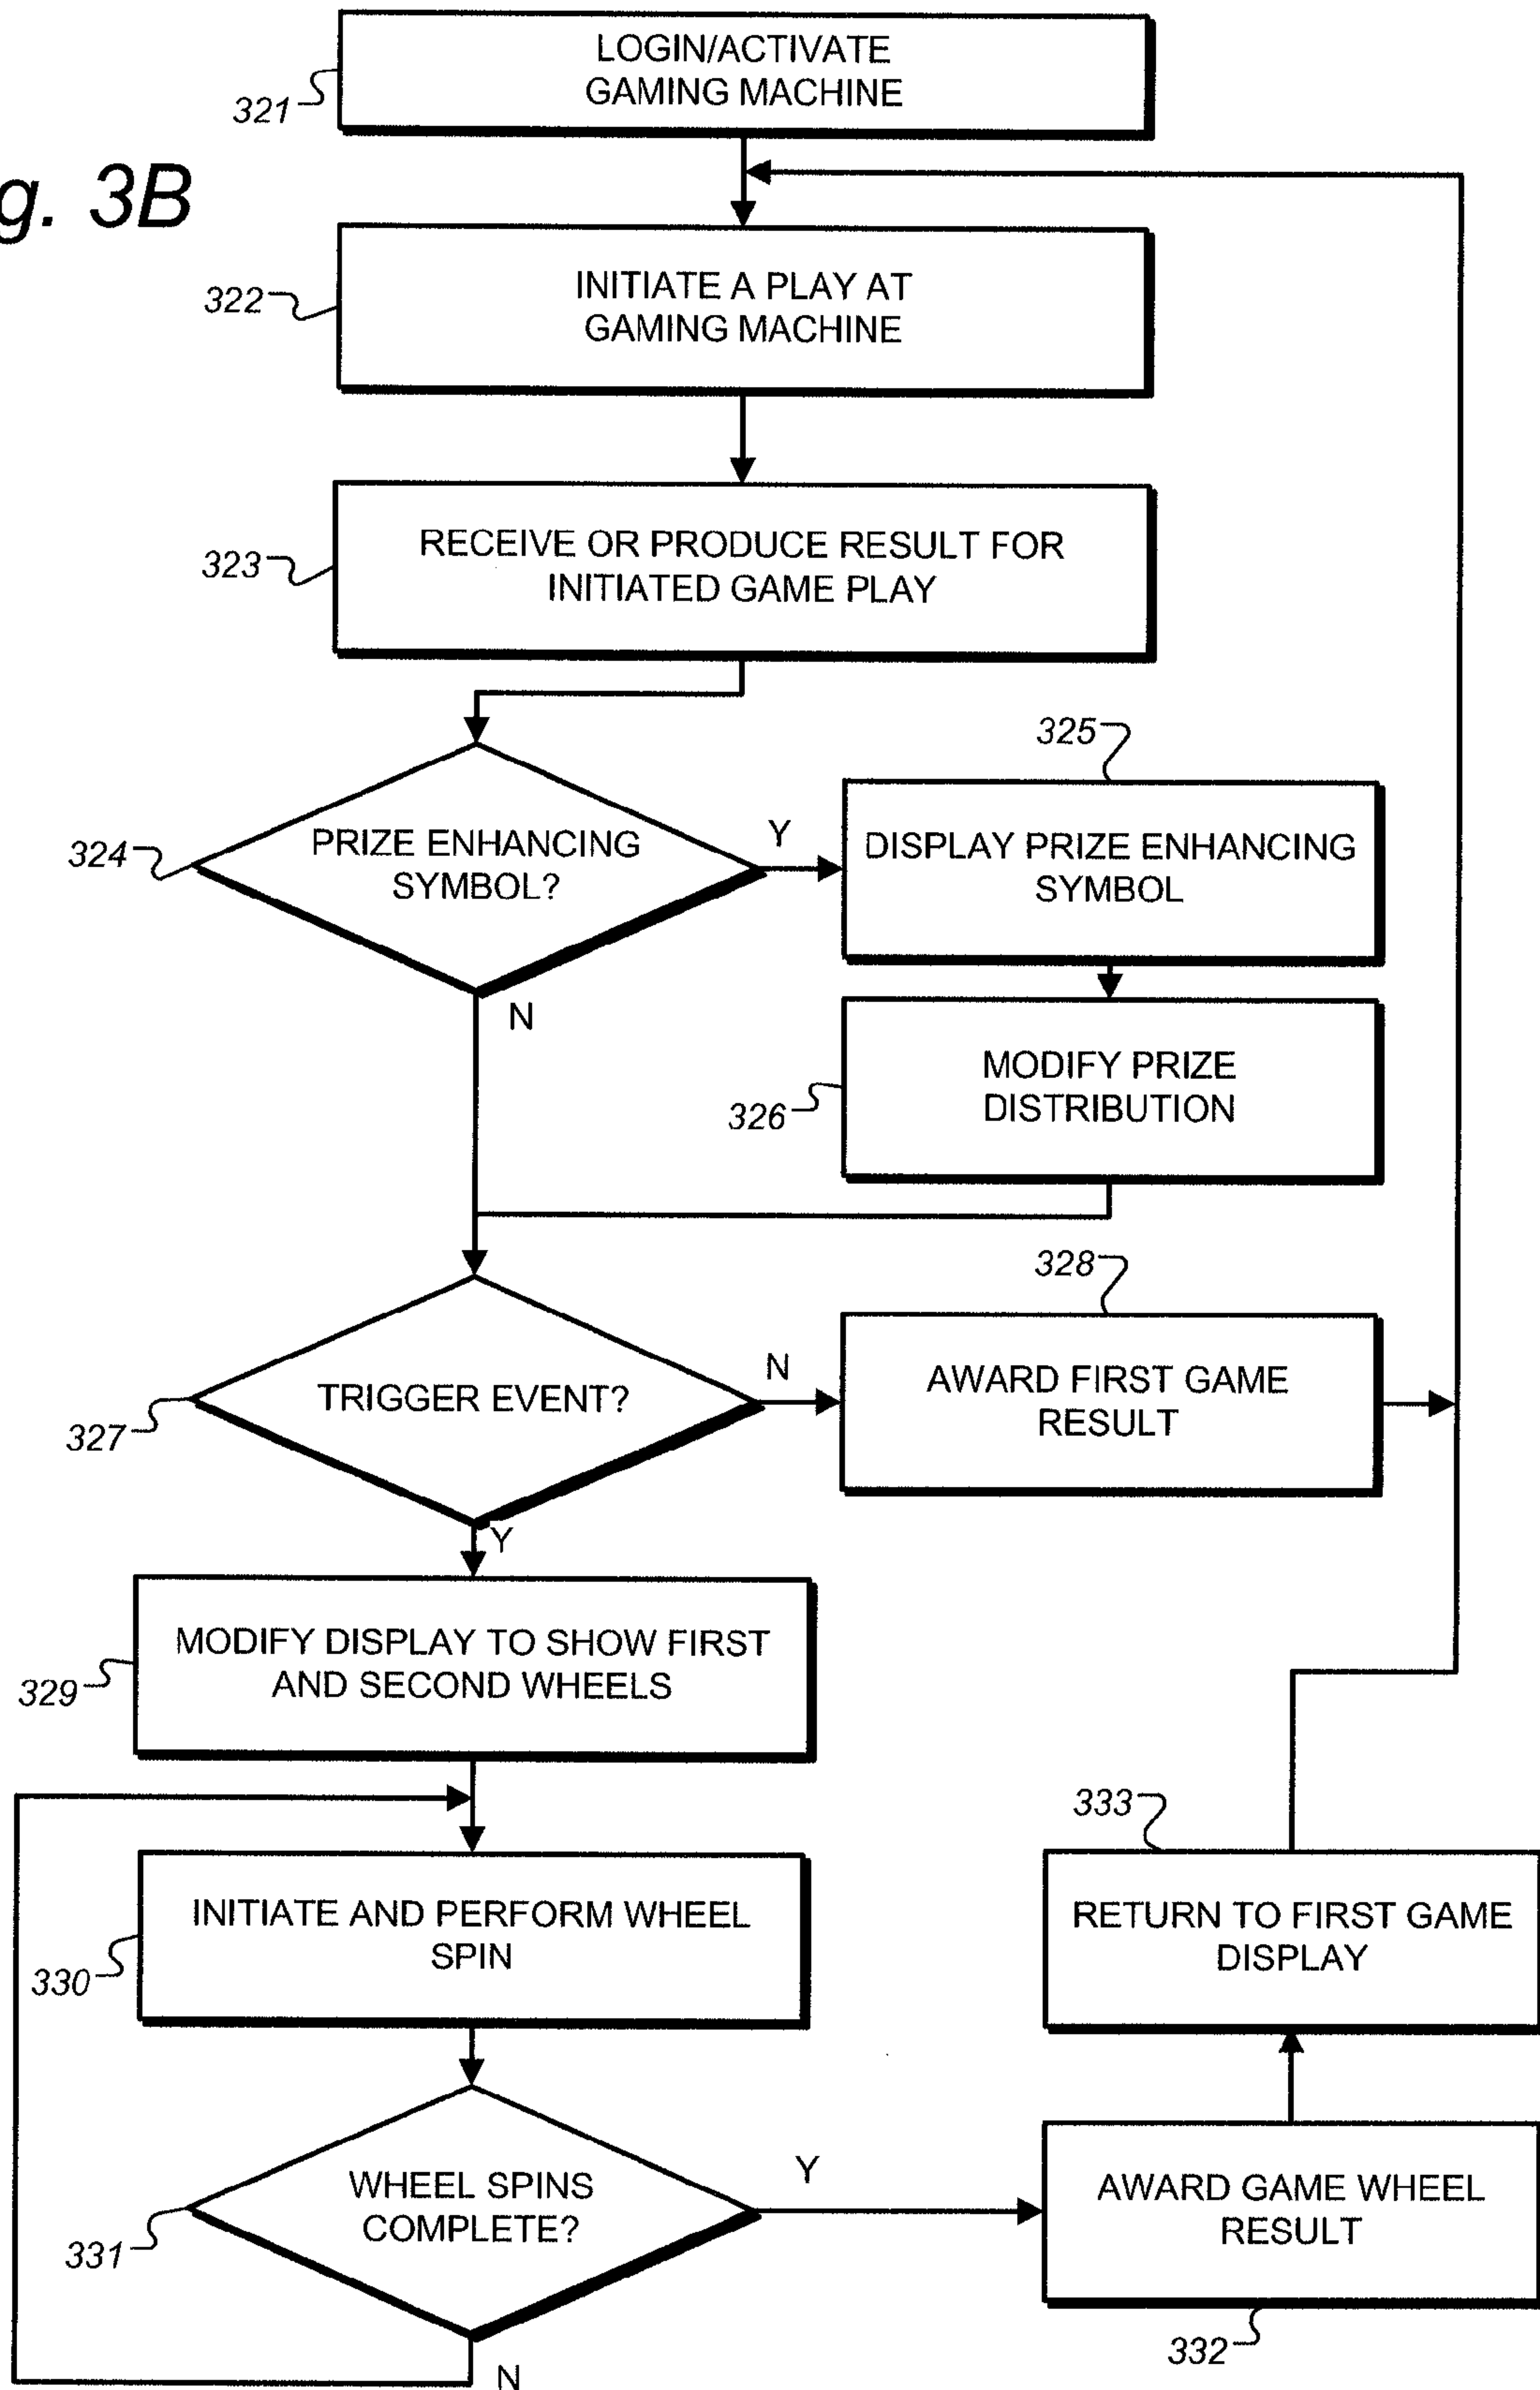 LOGIN/ACTIVATE
GAMING MACHINE
321
g. 3B
INITIATE A PLAY AT
GAMING MACHINE
322
RECEIVE OR PRODUCE RESULT FOR
INITIATED GAME PLAY
323
325
PRIZE ENHANCING
SYMBOL?
324
Y
DISPLAY PRIZE ENHANCING
SYMBOL
N
MODIFY PRIZE
DISTRIBUTION
326
328
TRIGGER EVENT?
327
N
AWARD FIRST GAME
RESULT
Y
MODIFY DISPLAY TO SHOW FIRST
AND SECOND WHEELS
329
333
INITIATE AND PERFORM WHEEL
SPIN
330
RETURN TO FIRST GAME
DISPLAY
WHEEL SPINS
COMPLETE?
331
Y
AWARD GAME WHEEL
RESULT
332
N